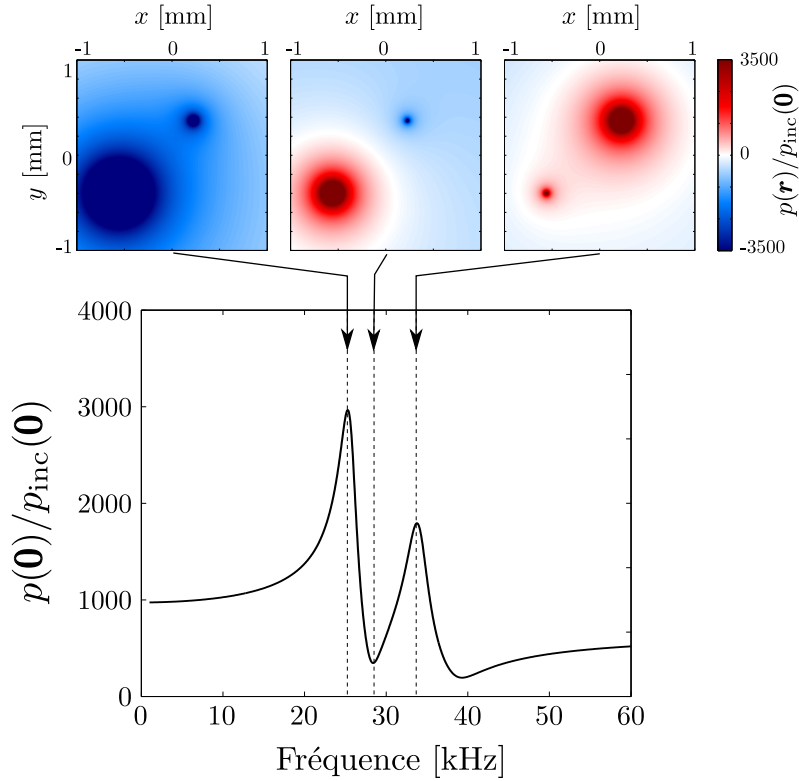 x [mm] x [mm] x [mm]
-1 0 1 -1 0 1 -1 0 1
1
0
-1
y [mm]
3500
0
-3500
p(r)/p_inc(0)
4000
3000
2000
1000
0
p(0)/p_inc(0)
0 10 20 30 40 50 60
Fréquence [kHz]